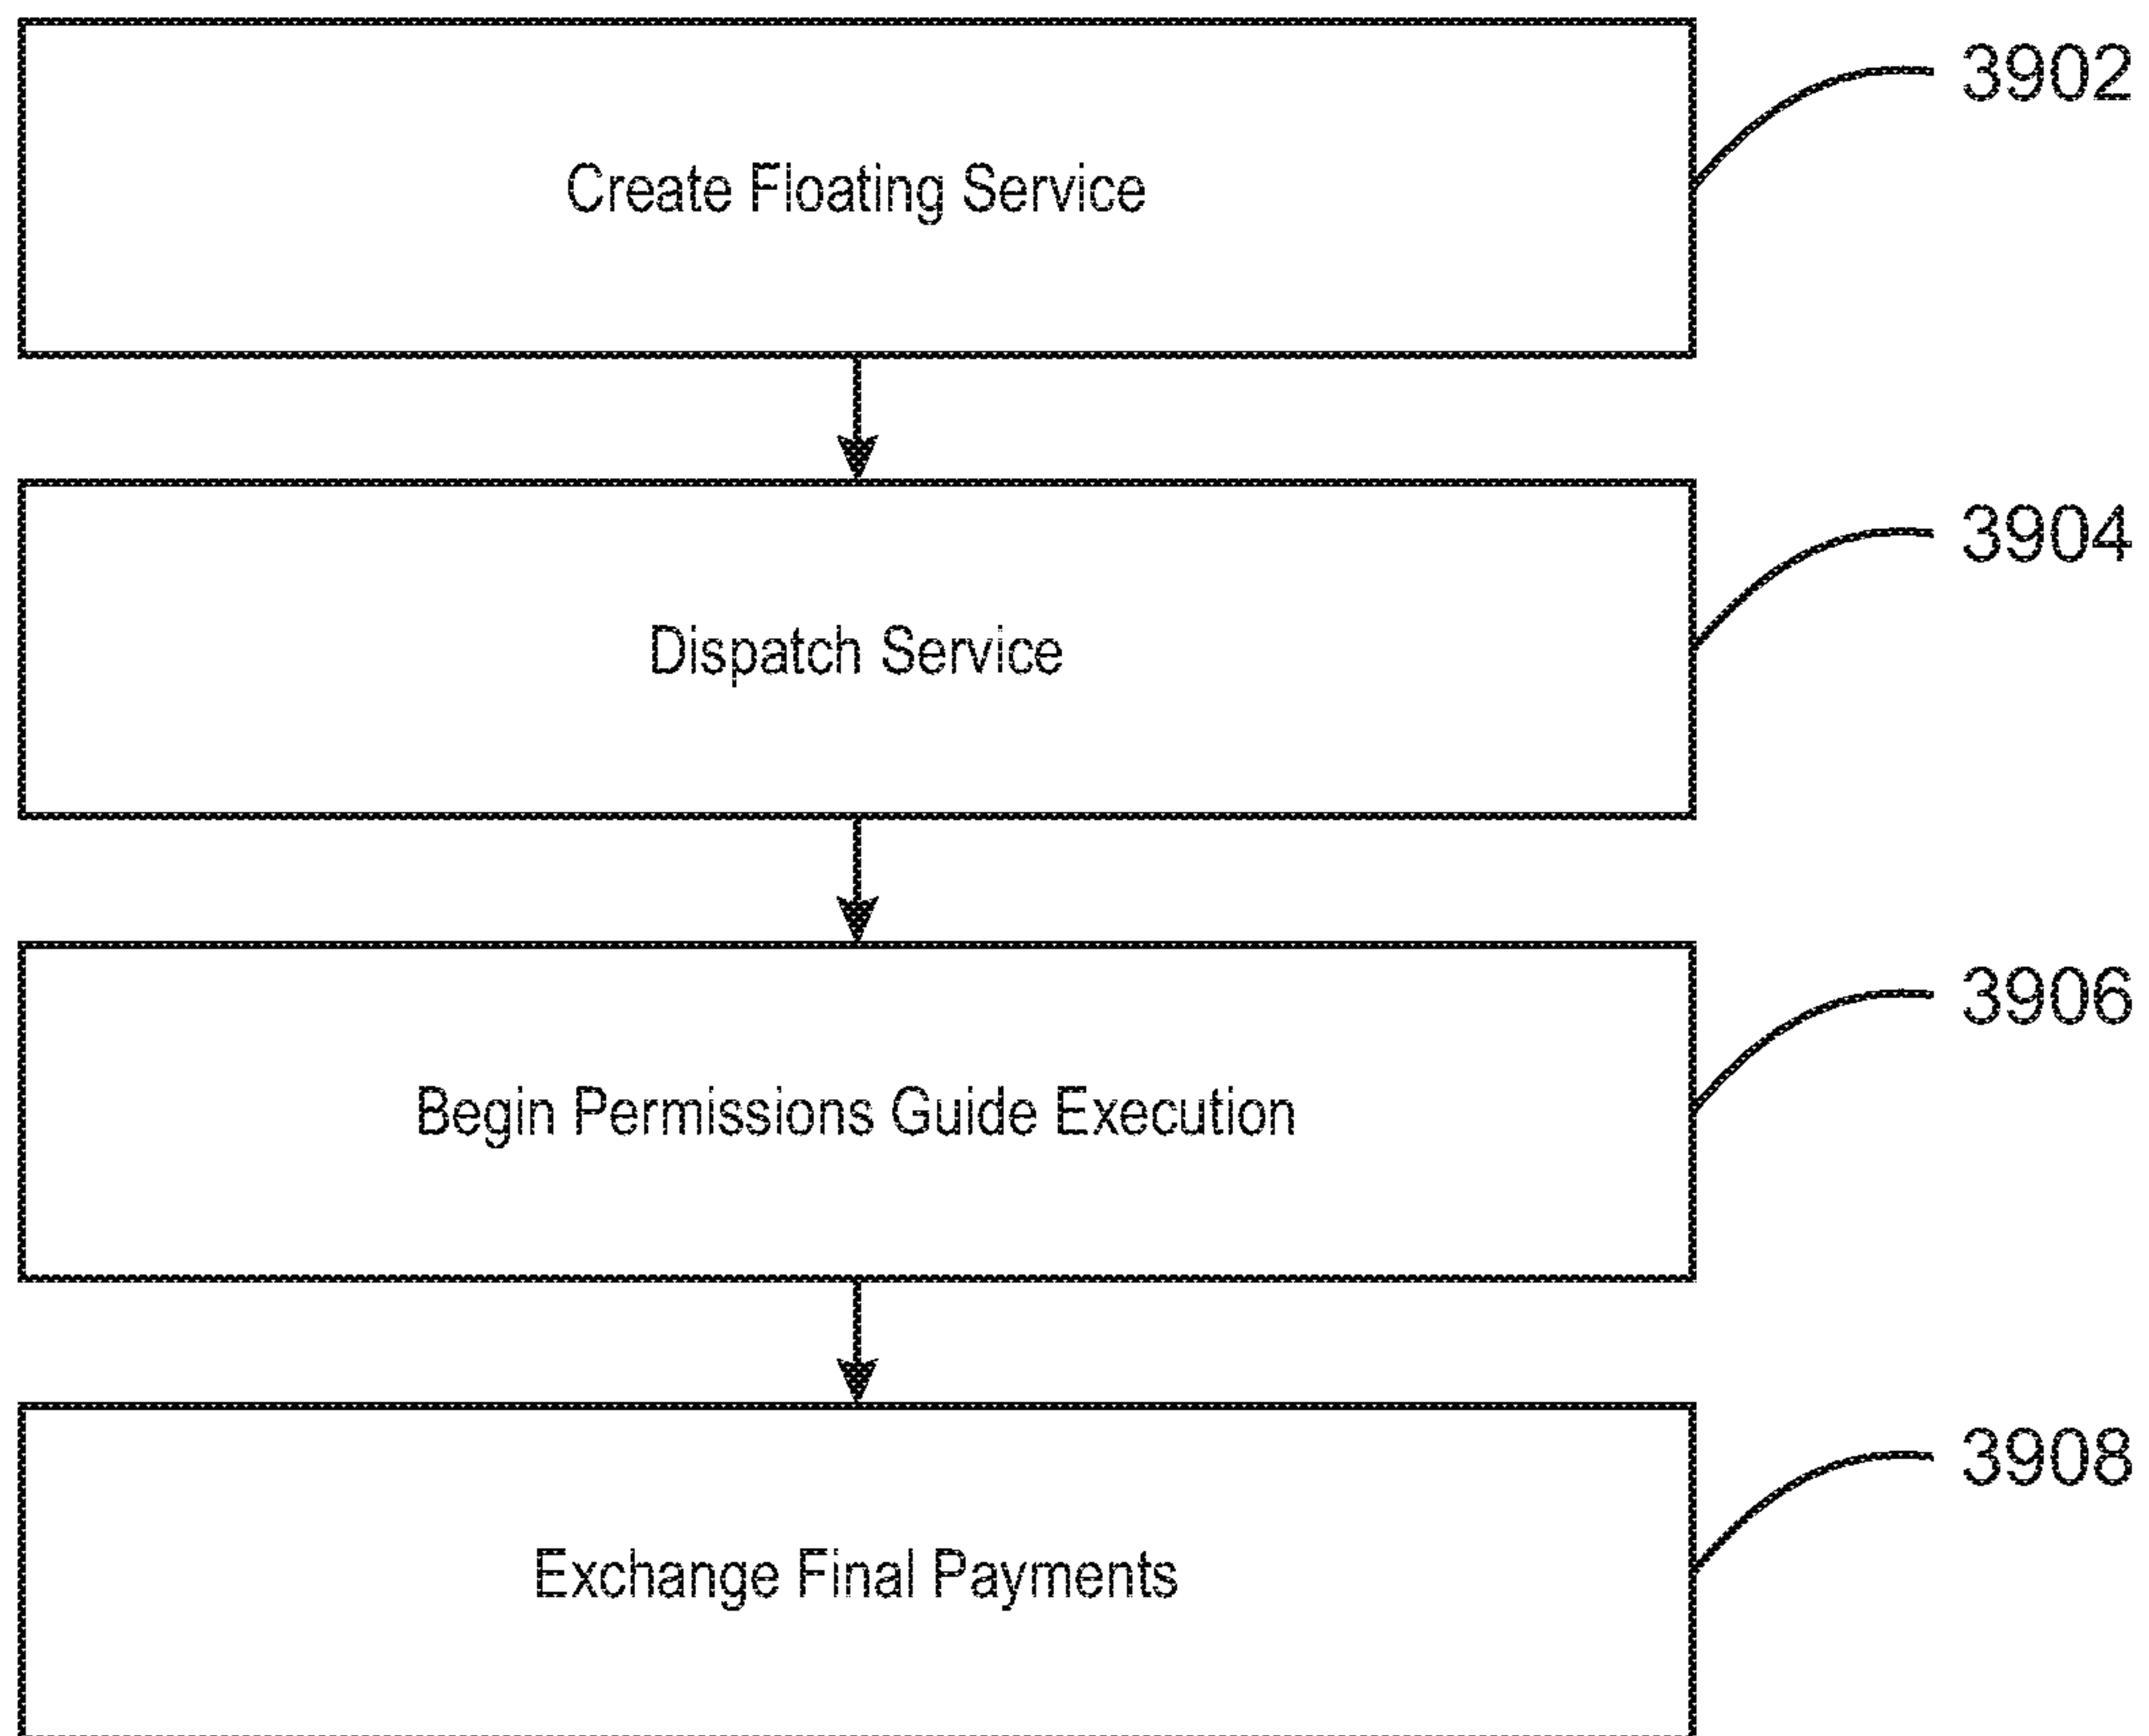 Create Floating Service
3902
Dispatch Service
3904
Begin Permissions Guide Execution
3906
Exchange Final Payments
3908